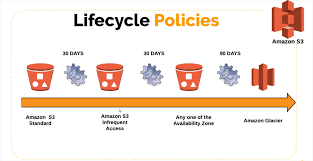 Lifecycle Policies
Amazon S3
30 DAYS
30 DAYS
90 DAYS
Amazon S3
Standard
Amazon S3
Infrequent
Access
Any one of the
Availability Zone
Amazon Glacier